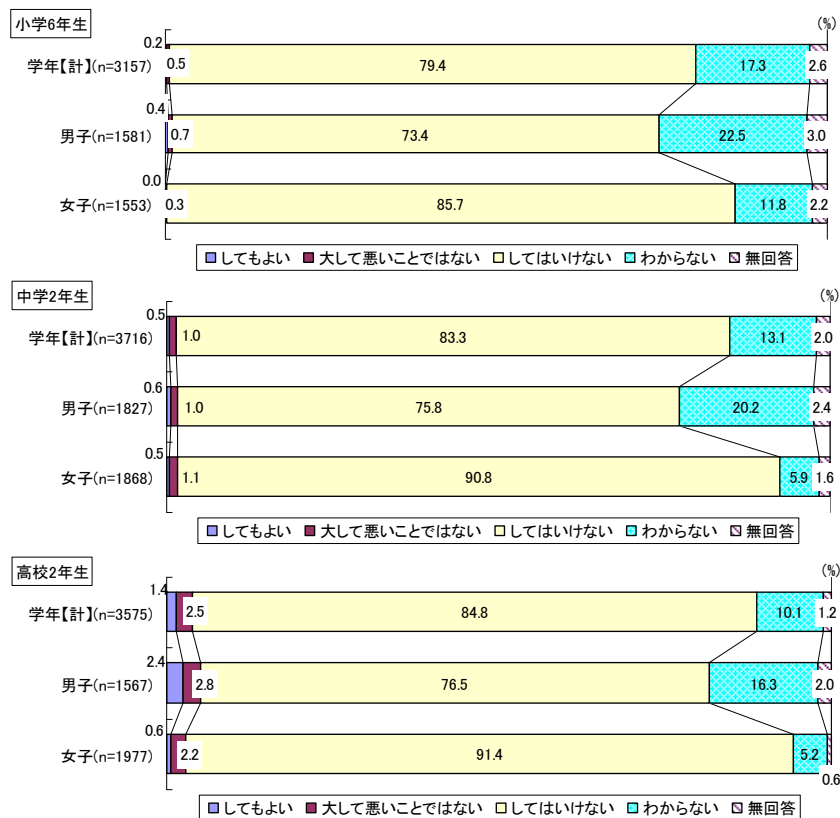 小学6年生
(%)
0.2
学年【計】(n=3157) 0.5 79.4 17.3 2.6
0.4
男子(n=1581) 0.7 73.4 22.5 3.0
0.0
女子(n=1553) 0.3 85.7 11.8 2.2
してもよい 大して悪いことではない してはいけない わからない 無回答
中学2年生
(%)
0.5
学年【計】(n=3716) 1.0 83.3 13.1 2.0
0.6
男子(n=1827) 1.0 75.8 20.2 2.4
0.5
女子(n=1868) 1.1 90.8 5.9 1.6
してもよい 大して悪いことではない してはいけない わからない 無回答
高校2年生
(%)
1.4
学年【計】(n=3575) 2.5 84.8 10.1 1.2
2.4
男子(n=1567) 2.8 76.5 16.3 2.0
0.6
女子(n=1977) 2.2 91.4 5.2
0.6
してもよい 大して悪いことではない してはいけない わからない 無回答